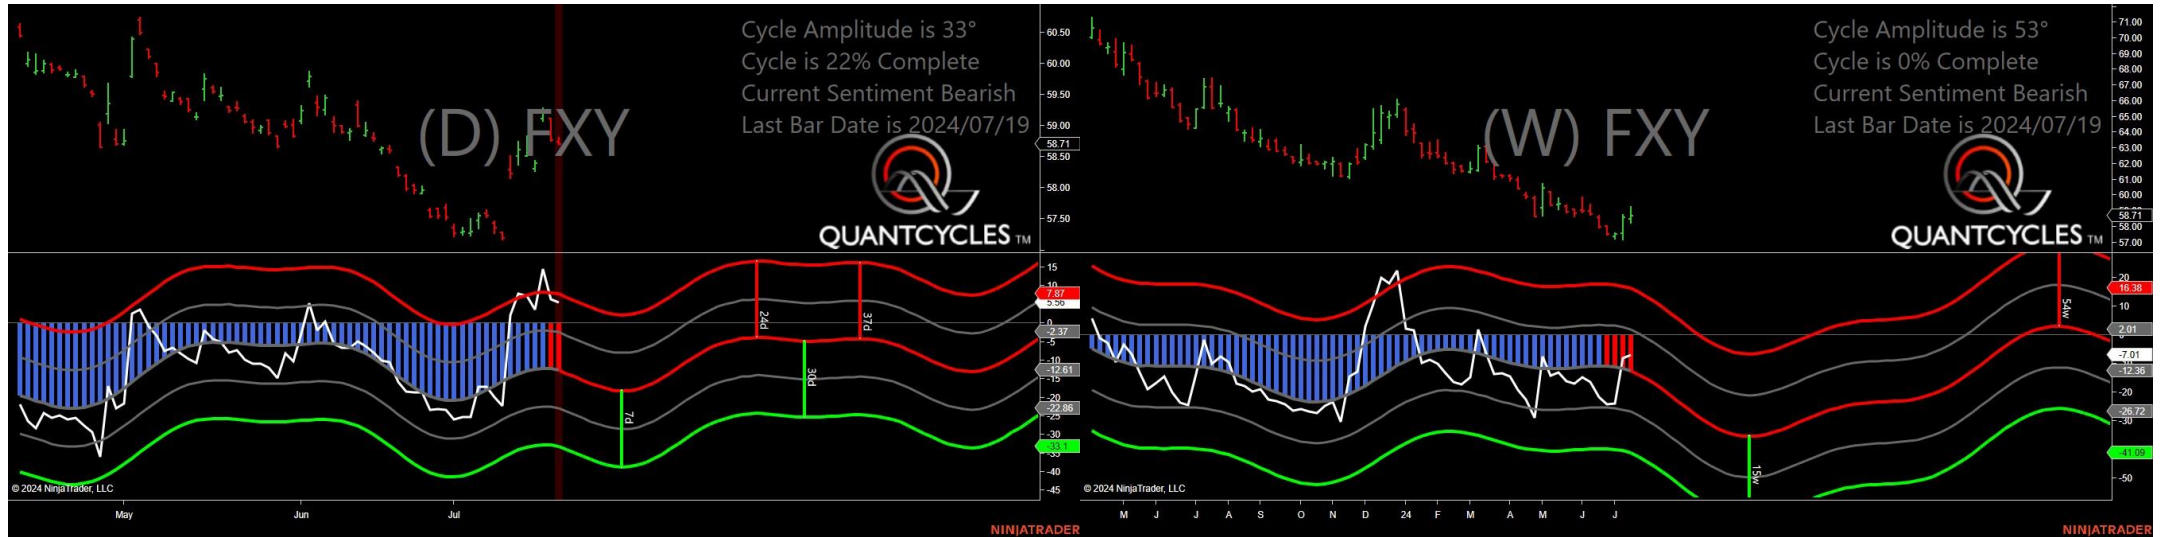 Cycle Amplitude is 33°
Cycle is 22% Complete
Current Sentiment Bearish
Last Bar Date is 2024/07/19
(D) FXY
QUANTCYCLES TM
60.50
60.00
59.50
59.00
58.71
58.50
58.00
57.50
15
10
7.87
5.56
0
-2.37
-5
-10
-12.61
-15
-20
-22.86
-25
-30
-33.1
-35
-40
-45
24d
37d
30d
7d
© 2024 NinjaTrader, LLC
May
Jun
Jul
NINJATRADER
Cycle Amplitude is 53°
Cycle is 0% Complete
Current Sentiment Bearish
Last Bar Date is 2024/07/19
(W) FXY
QUANTCYCLES TM
71.00
70.00
69.00
68.00
67.00
66.00
65.00
64.00
63.00
62.00
61.00
60.00
58.71
58.00
57.00
20
16.38
10
2.01
0
-7.01
-12.36
-20
-26.72
-30
-41.09
-50
54w
15w
© 2024 NinjaTrader, LLC
M
J
J
A
S
O
N
D
24
F
M
A
M
J
J
NINJATRADER